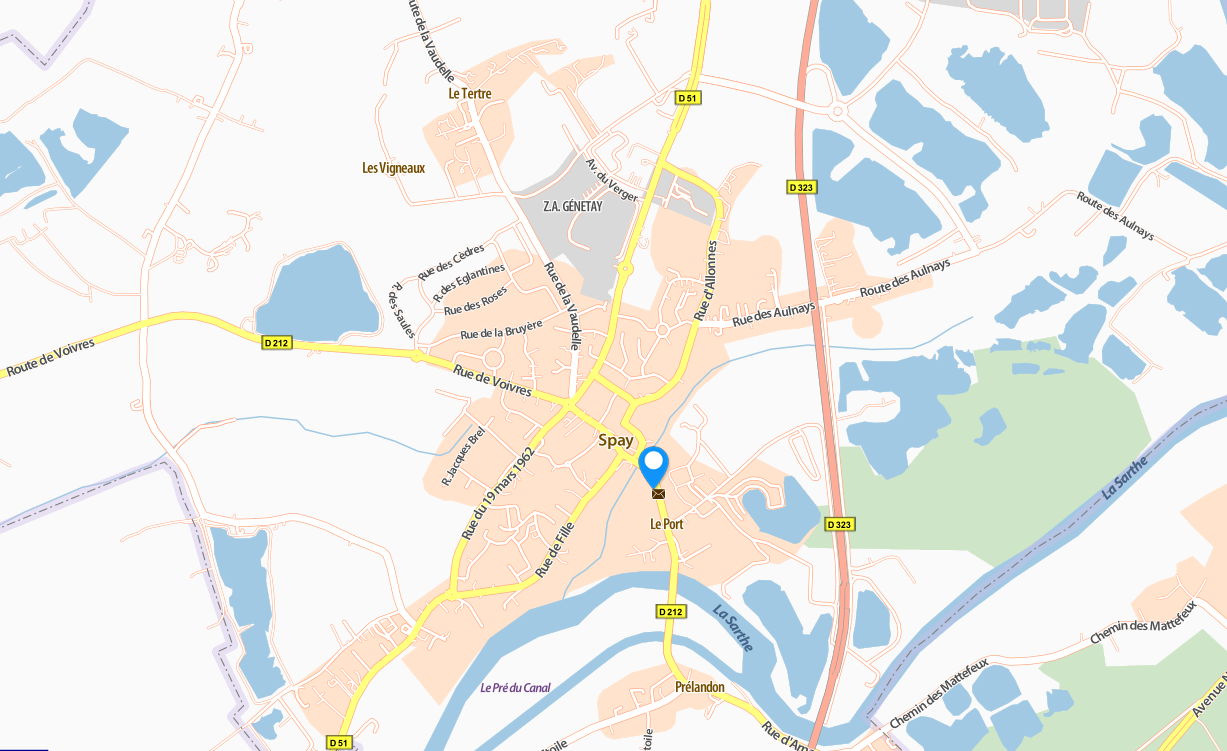 Route de la Vaudelle
Le Tertre
D 51
Les Vigneaux
Av. du Verger
D 323
Z.A. GÉNETAY
Route des Aulnays
Rue des Cèdres
R. des Eglantines
Rue des Roses
R. des Saules
Rue de la Bruyère
Rue de la Vaudelle
Rue d'Allonnes
Rue des Aulnays
Route des Aulnays
D 212
Route de Voivres
Rue de Voivres
R. Jacques Brel
Spay
Rue du 19 mars 1962
La Sarthe
Le Port
D 323
Rue de Fille
D 212
La Sarthe
Chemin des Mattefeux
Le Pré du Canal
Prélandon
Chemin des Mattefeux
D 51